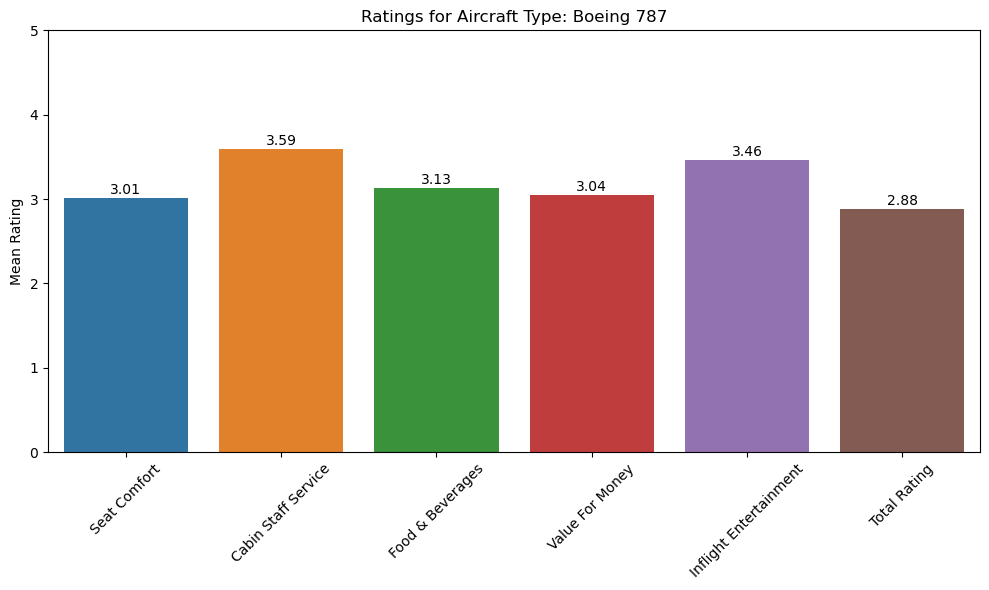 Ratings for Aircraft Type: Boeing 787
Mean Rating
5
4
3
2
1
0
3.01
3.59
3.13
3.04
3.46
2.88
Seat Comfort
Cabin Staff Service
Food & Beverages
Value For Money
Inflight Entertainment
Total Rating